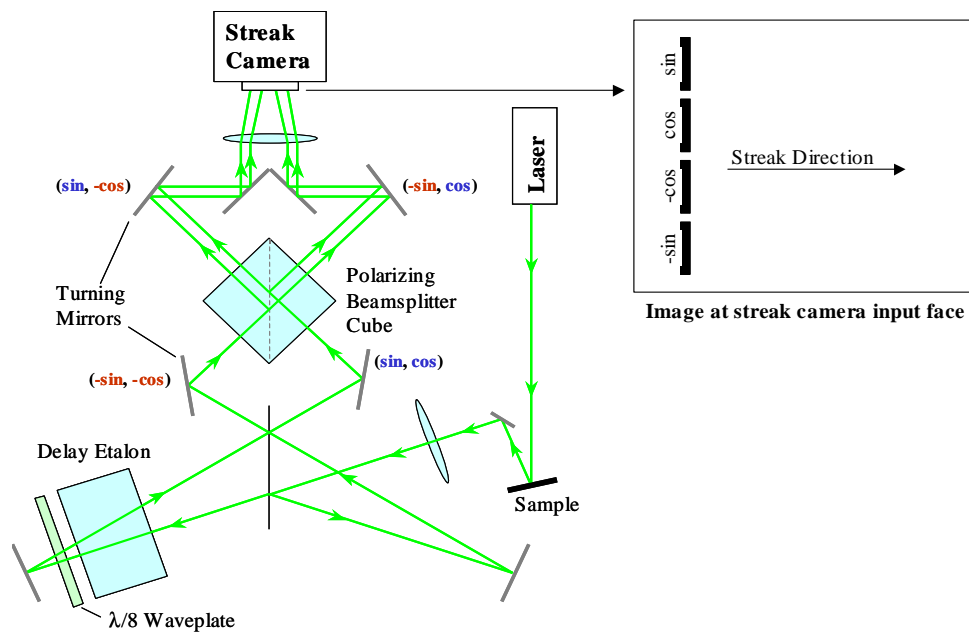 Streak
Camera
Laser
(sin, -cos)
(-sin, cos)
Turning
Mirrors
Polarizing
Beamsplitter
Cube
(-sin, -cos)
(sin, cos)
Delay Etalon
Sample
λ/8 Waveplate
sin
cos
-cos
-sin
Streak Direction
Image at streak camera input face